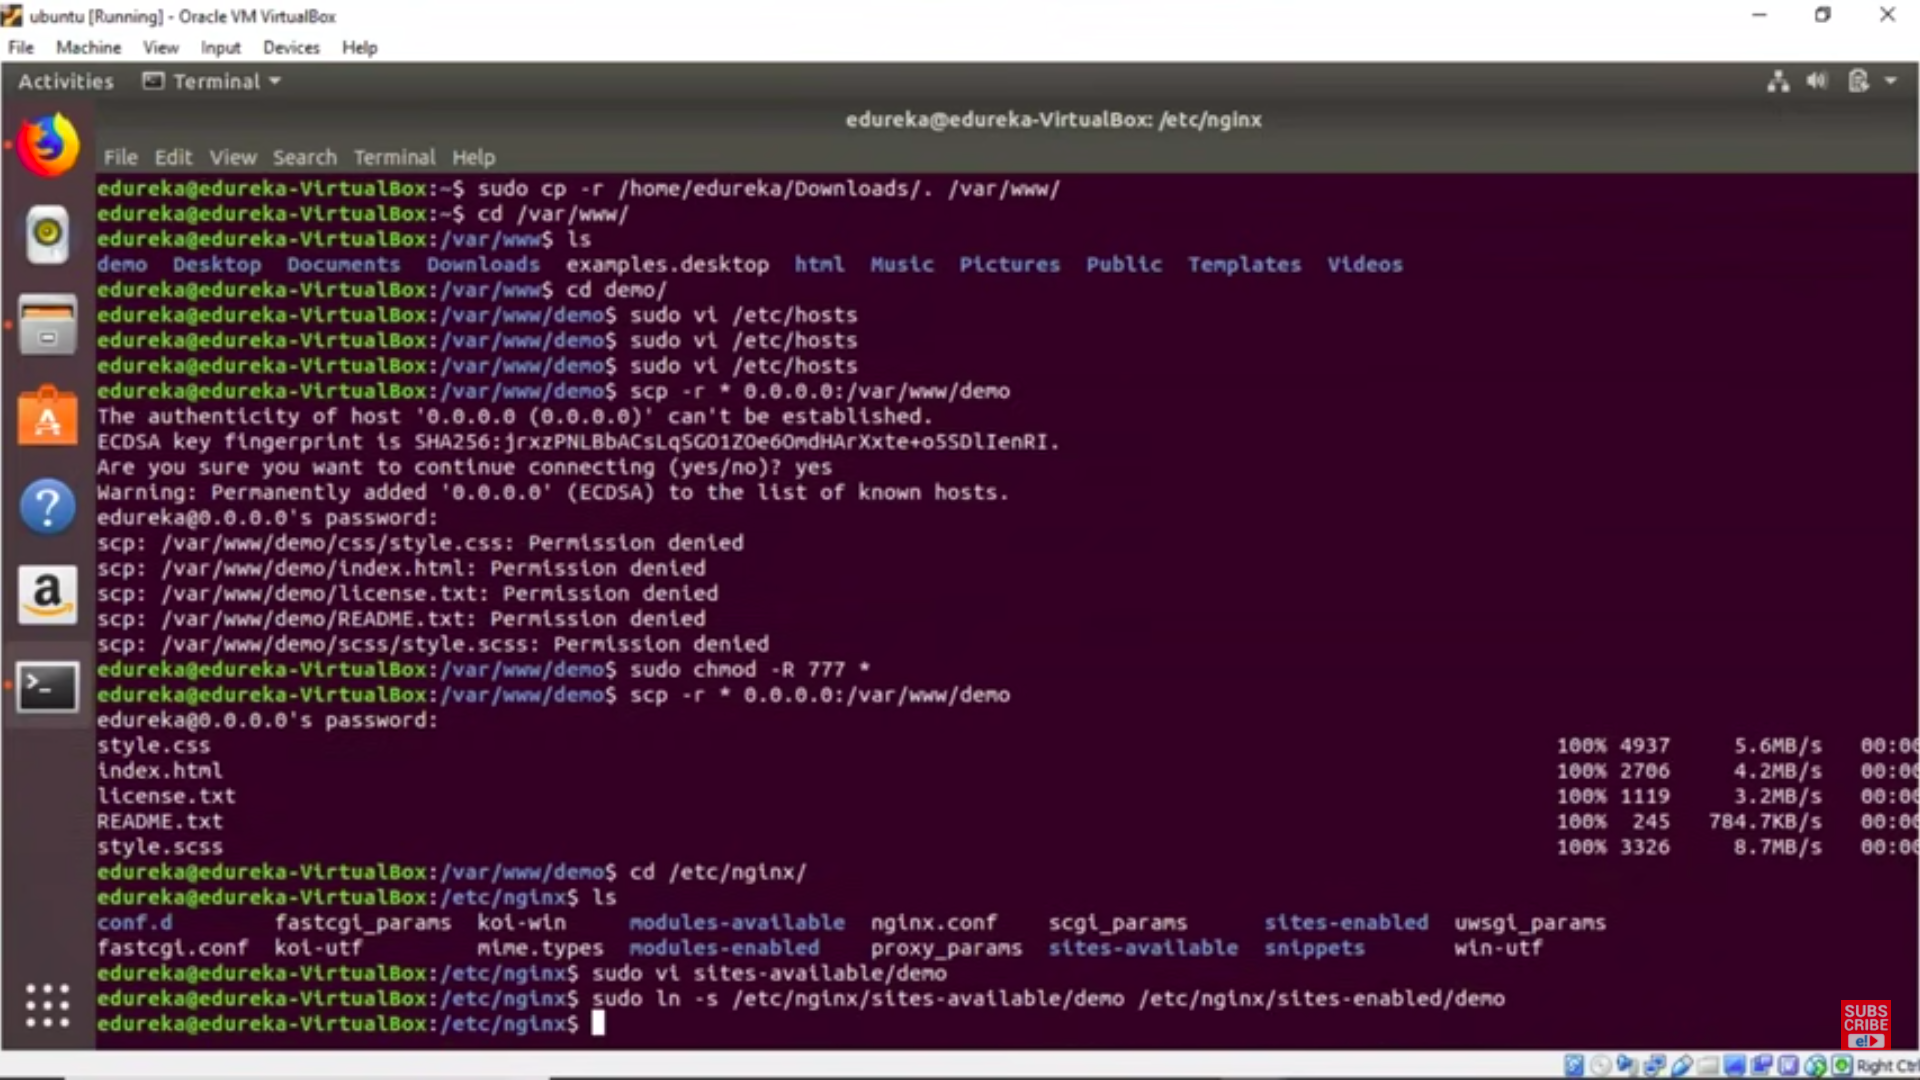 ubuntu [Running] - Oracle VM VirtualBox
File Machine View Input Devices Help
Activities Terminal
edureka@edureka-VirtualBox: /etc/nginx
File Edit View Search Terminal Help
edureka@edureka-VirtualBox:~$ sudo cp -r /home/edureka/Downloads/. /var/www/
edureka@edureka-VirtualBox:~$ cd /var/www/
edureka@edureka-VirtualBox:/var/www$ ls
demo Desktop Documents Downloads examples.desktop html Music Pictures Public Templates Videos
edureka@edureka-VirtualBox:/var/www$ cd demo/
edureka@edureka-VirtualBox:/var/www/demo$ sudo vi /etc/hosts
edureka@edureka-VirtualBox:/var/www/demo$ sudo vi /etc/hosts
edureka@edureka-VirtualBox:/var/www/demo$ sudo vi /etc/hosts
edureka@edureka-VirtualBox:/var/www/demo$ scp -r * 0.0.0.0:/var/www/demo
The authenticity of host '0.0.0.0 (0.0.0.0)' can't be established.
ECDSA key fingerprint is SHA256:jrxzPNLBbACsLqSGO1ZOe6OmdHArXxte+o5SDlIenRI.
Are you sure you want to continue connecting (yes/no)? yes
Warning: Permanently added '0.0.0.0' (ECDSA) to the list of known hosts.
edureka@0.0.0.0's password:
scp: /var/www/demo/css/style.css: Permission denied
scp: /var/www/demo/index.html: Permission denied
scp: /var/www/demo/license.txt: Permission denied
scp: /var/www/demo/README.txt: Permission denied
scp: /var/www/demo/scss/style.scss: Permission denied
edureka@edureka-VirtualBox:/var/www/demo$ sudo chmod -R 777 *
edureka@edureka-VirtualBox:/var/www/demo$ scp -r * 0.0.0.0:/var/www/demo
edureka@0.0.0.0's password:
style.css 100% 4937 5.6MB/s 00:00
index.html 100% 2706 4.2MB/s 00:00
license.txt 100% 1119 3.2MB/s 00:00
README.txt 100% 245 784.7KB/s 00:00
style.scss 100% 3326 8.7MB/s 00:00
edureka@edureka-VirtualBox:/var/www/demo$ cd /etc/nginx/
edureka@edureka-VirtualBox:/etc/nginx$ ls
conf.d fastcgi_params koi-win modules-available nginx.conf scgi_params sites-enabled uwsgi_params
fastcgi.conf koi-utf mime.types modules-enabled proxy_params sites-available snippets win-utf
edureka@edureka-VirtualBox:/etc/nginx$ sudo vi sites-available/demo
edureka@edureka-VirtualBox:/etc/nginx$ sudo ln -s /etc/nginx/sites-available/demo /etc/nginx/sites-enabled/demo
edureka@edureka-VirtualBox:/etc/nginx$
SUBS
CRIBE
e!
Right Ctrl